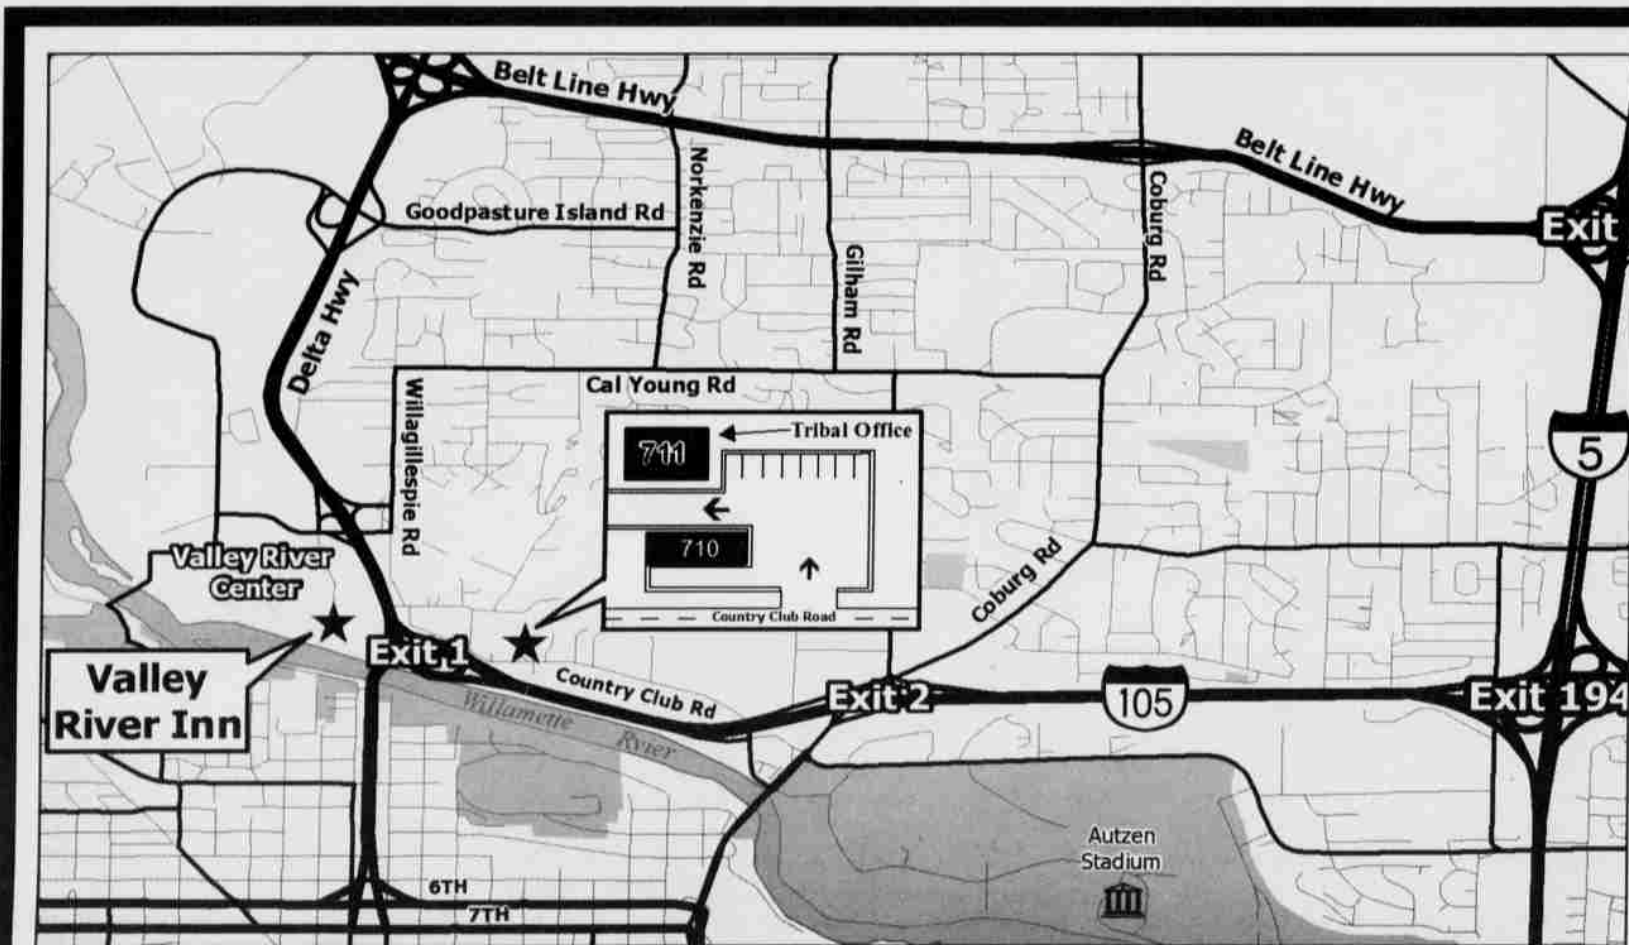 Belt Line Hwy
Belt Line Hwy
Norkenzie Rd
Coburg Rd
Goodpasture Island Rd
Exit
Gilham Rd
Delta Hwy
Cal Young Rd
Willagillespie Rd
711
Tribal Office
5
710
Country Club Road
Valley River
Center
Coburg Rd
Exit 1
Valley
River Inn
Country Club Rd
Exit 2
105
Exit 194
Willamette
Rvier
Autzen
Stadium
6TH
7TH